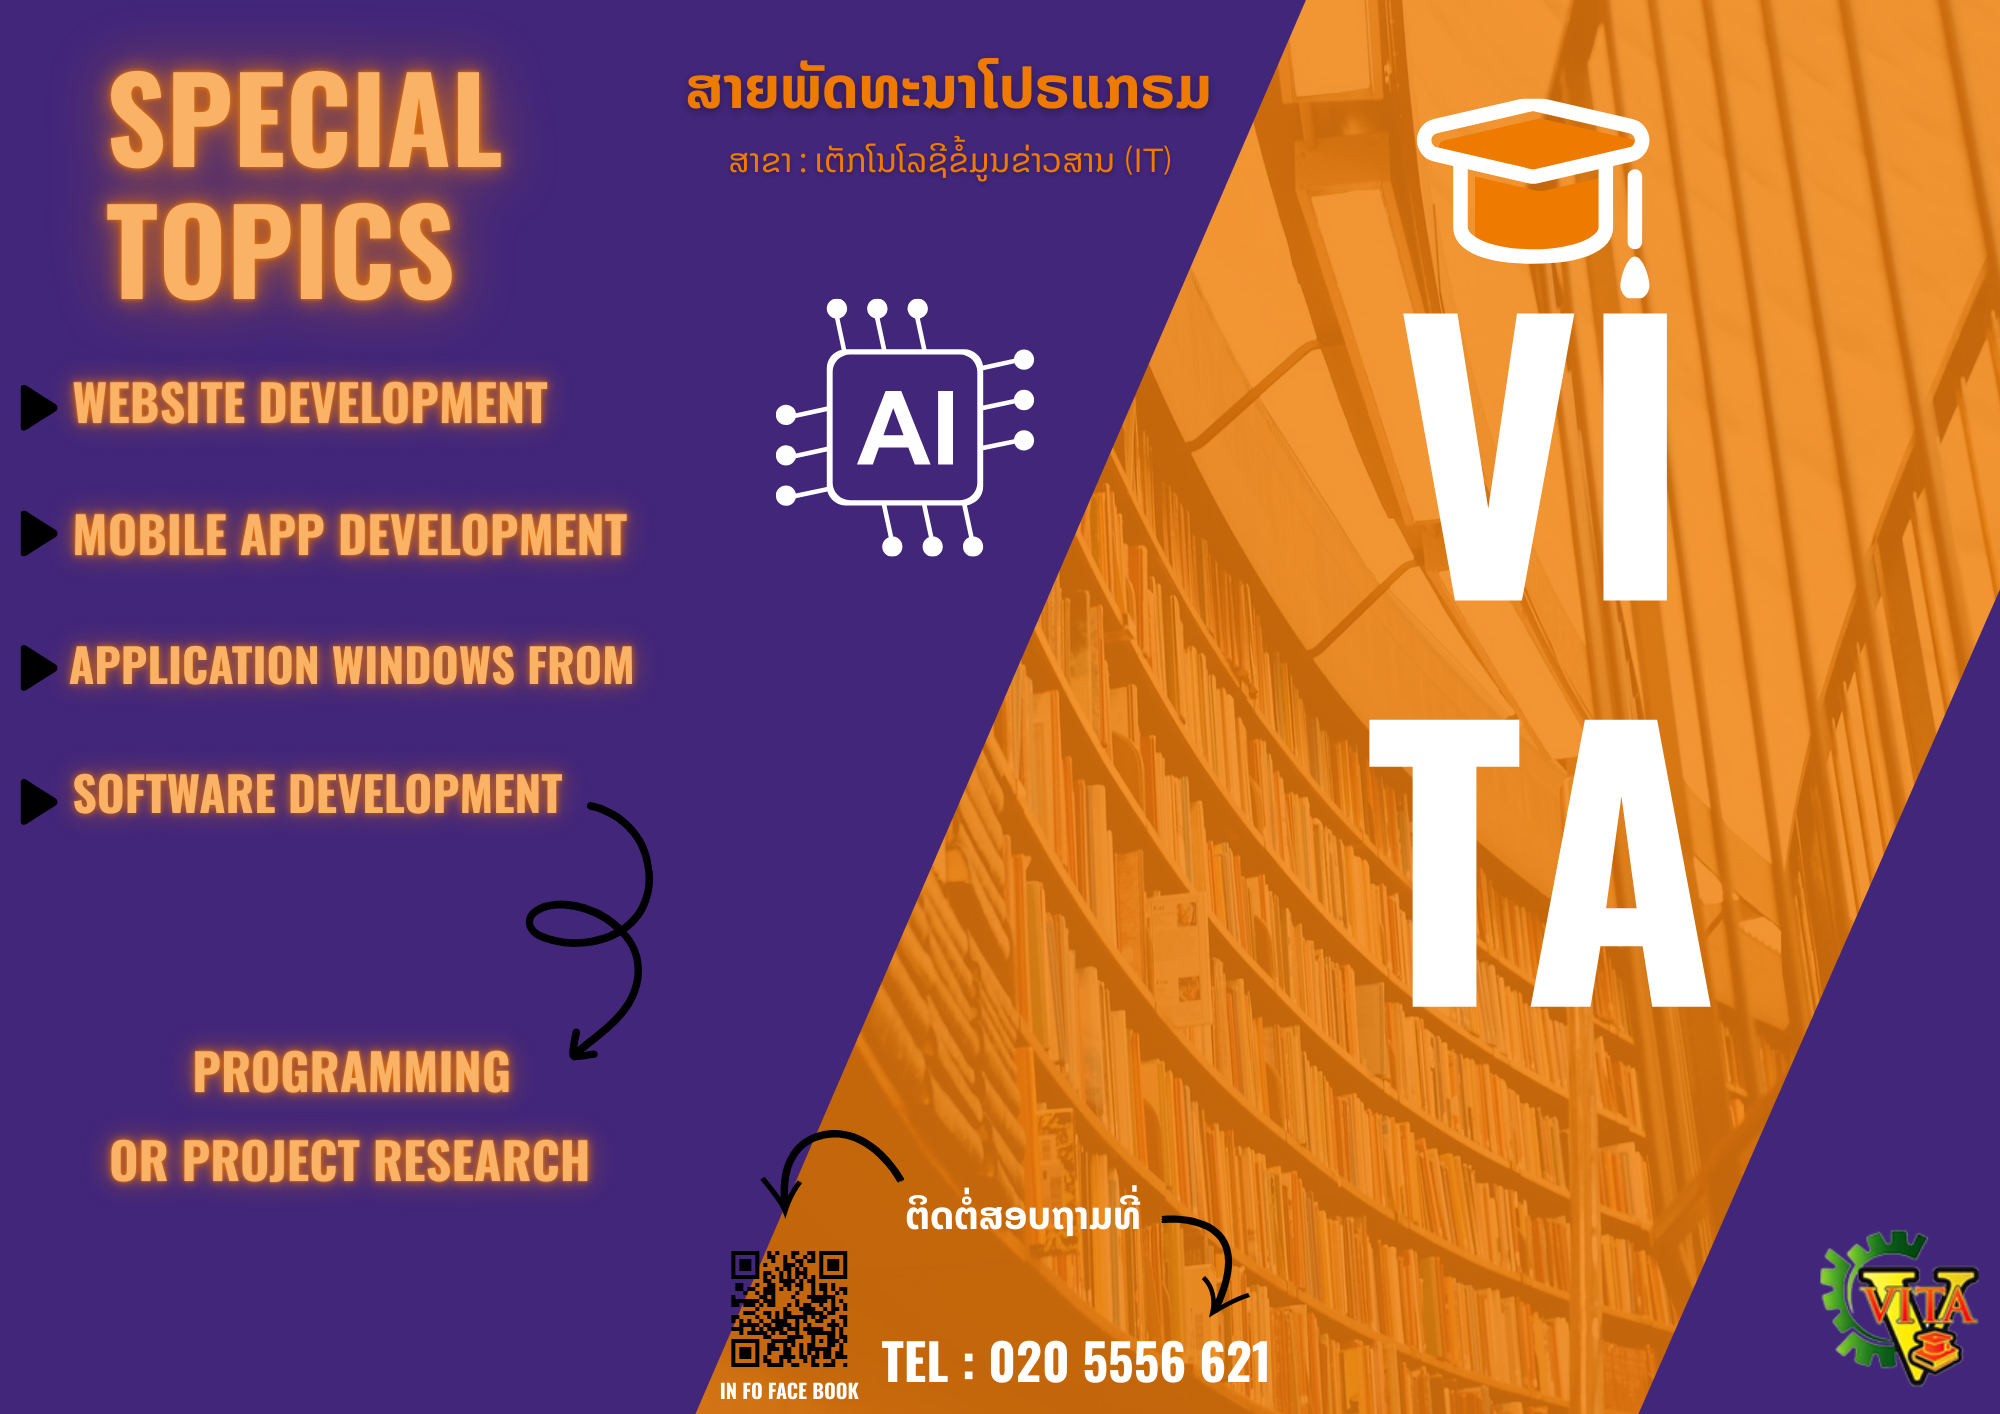 SPECIAL
TOPICS
WEBSITE DEVELOPMENT
MOBILE APP DEVELOPMENT
APPLICATION WINDOWS FROM
SOFTWARE DEVELOPMENT
PROGRAMMING
OR PROJECT RESEARCH
ສາຍພັດທະນາໂປຣແກຣມ
ສາຂາ : ເຕັກໂນໂລຊີຂໍ້ມູນຂ່າວສານ (IT)
AI
VI
TA
ຕິດຕໍ່ສອບຖາມທີ່
IN FO FACE BOOK
TEL : 020 5556 621
VITA